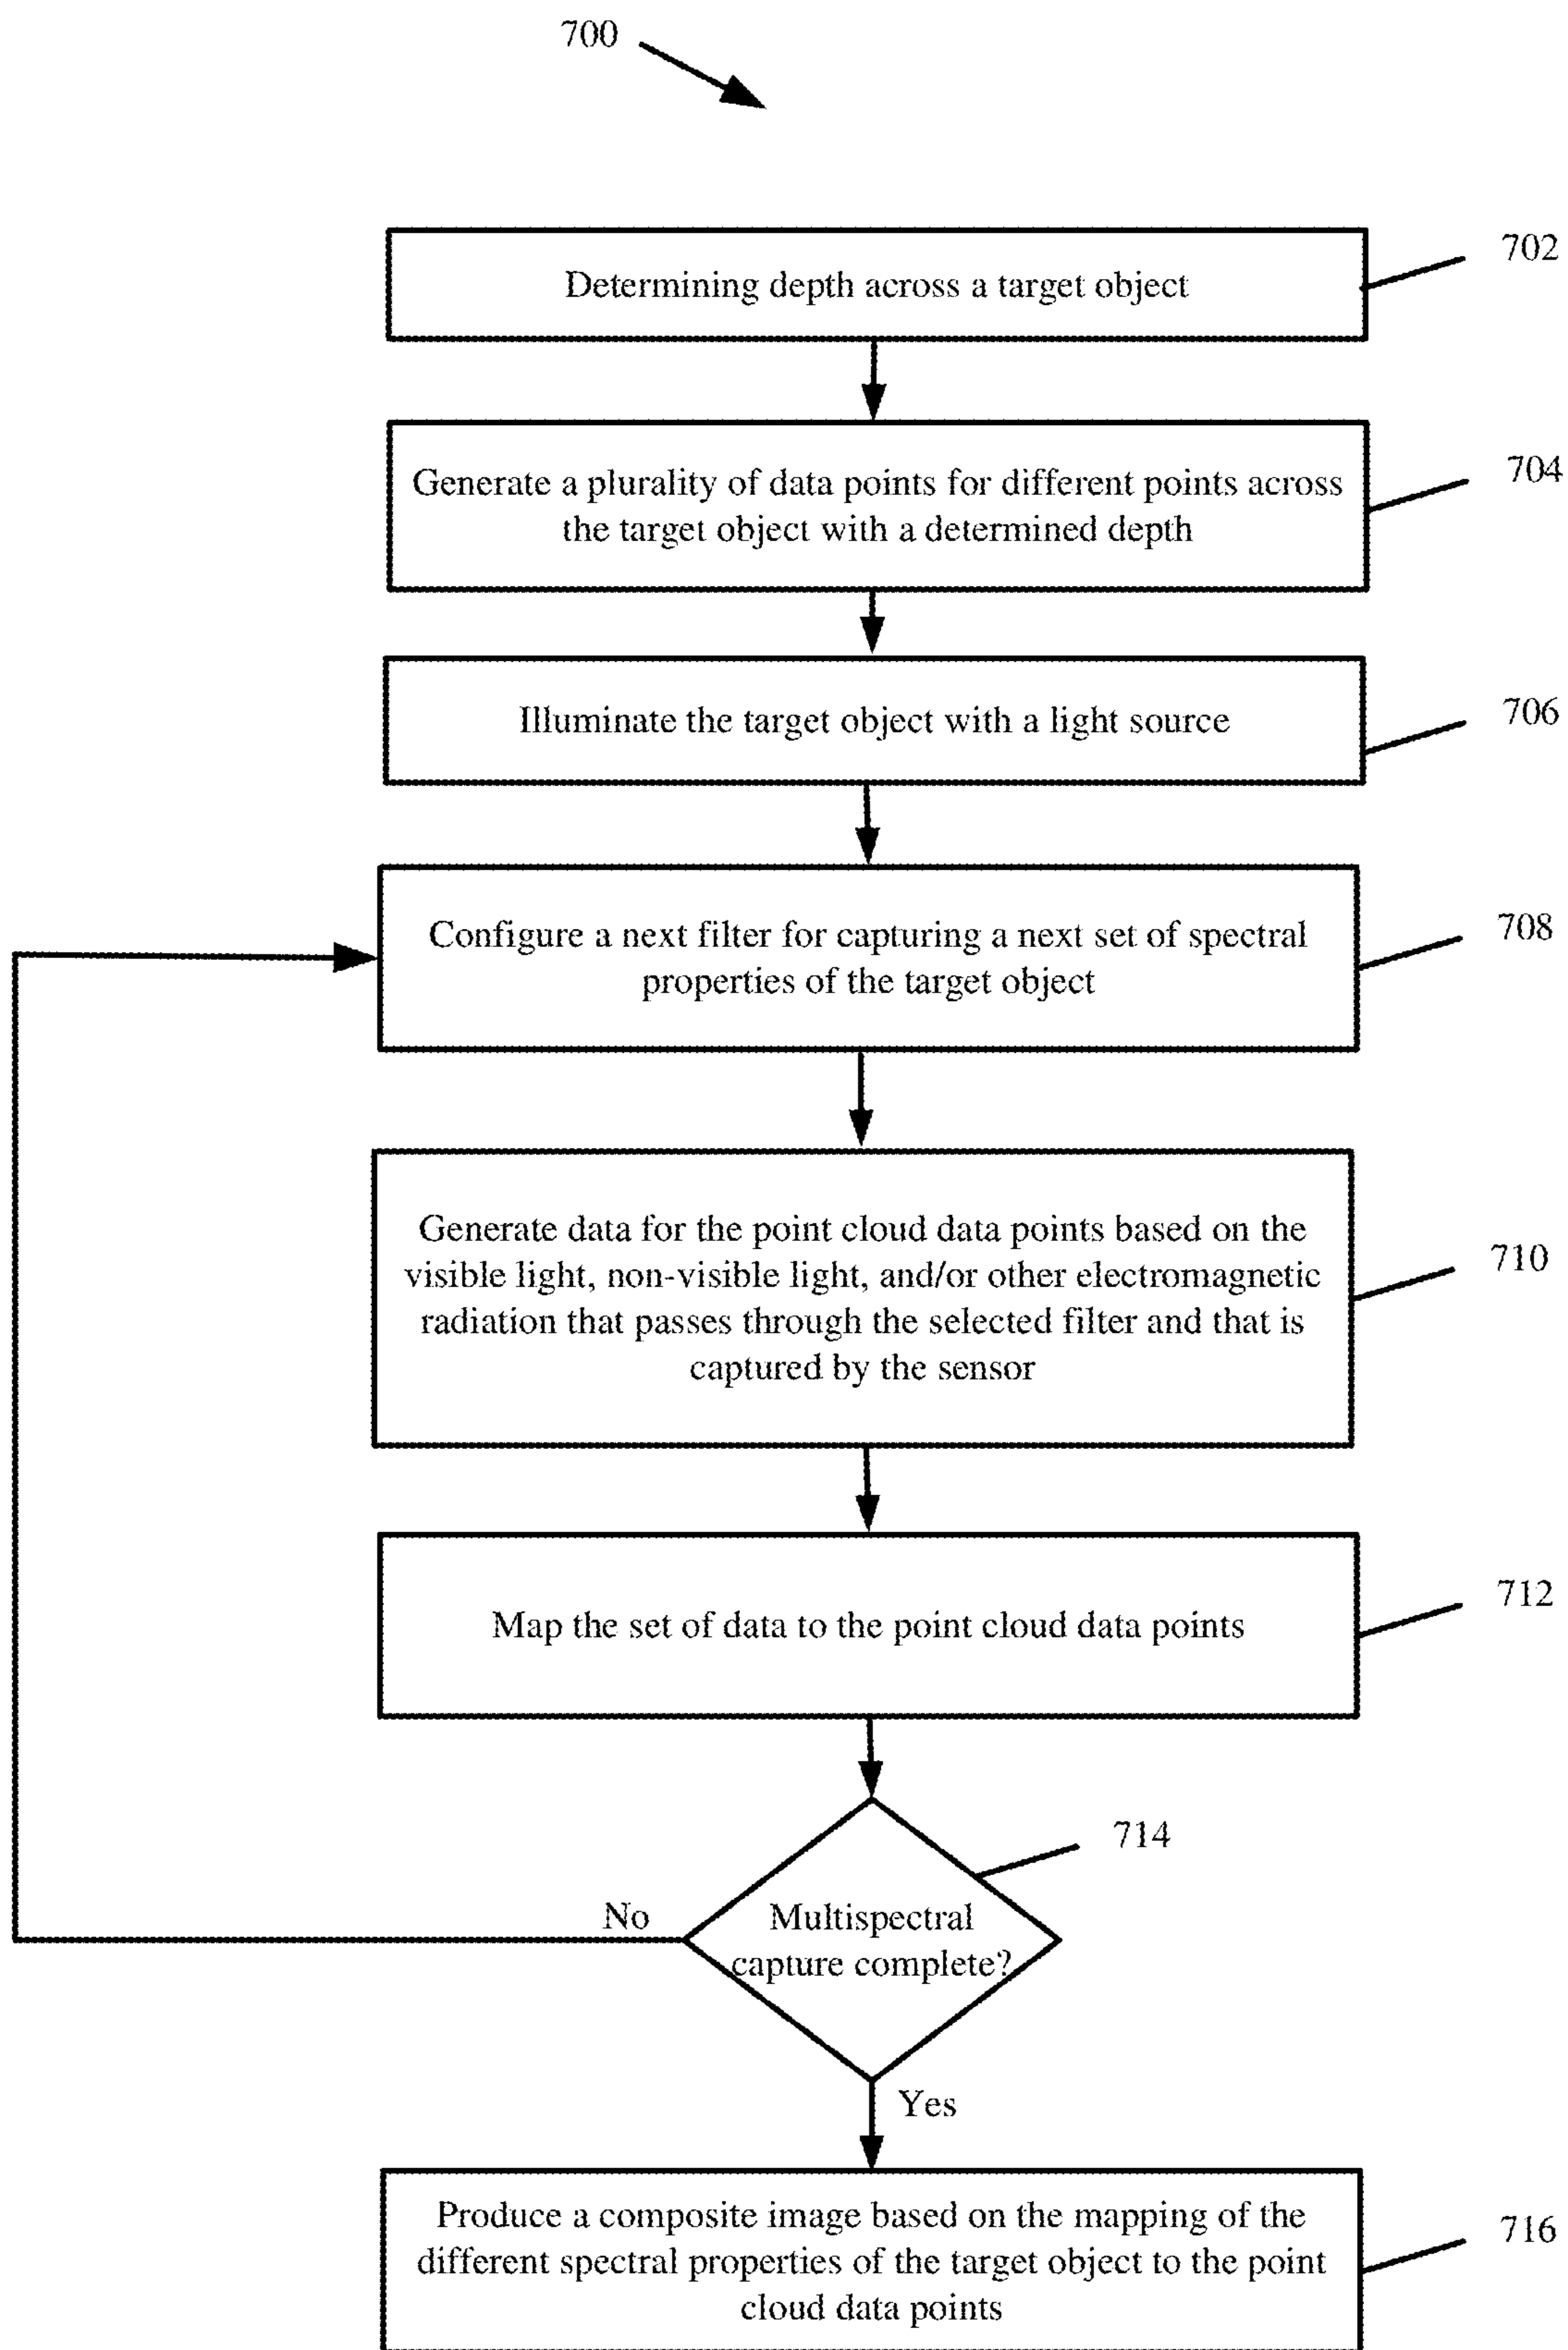 700
Determining depth across a target object
702
Generate a plurality of data points for different points across
the target object with a determined depth
704
Illuminate the target object with a light source
706
Configure a next filter for capturing a next set of spectral
properties of the target object
708
Generate data for the point cloud data points based on the
visible light, non-visible light, and/or other electromagnetic
radiation that passes through the selected filter and that is
captured by the sensor
710
Map the set of data to the point cloud data points
712
714
No
Multispectral
capture complete?
Yes
Produce a composite image based on the mapping of the
different spectral properties of the target object to the point
cloud data points
716